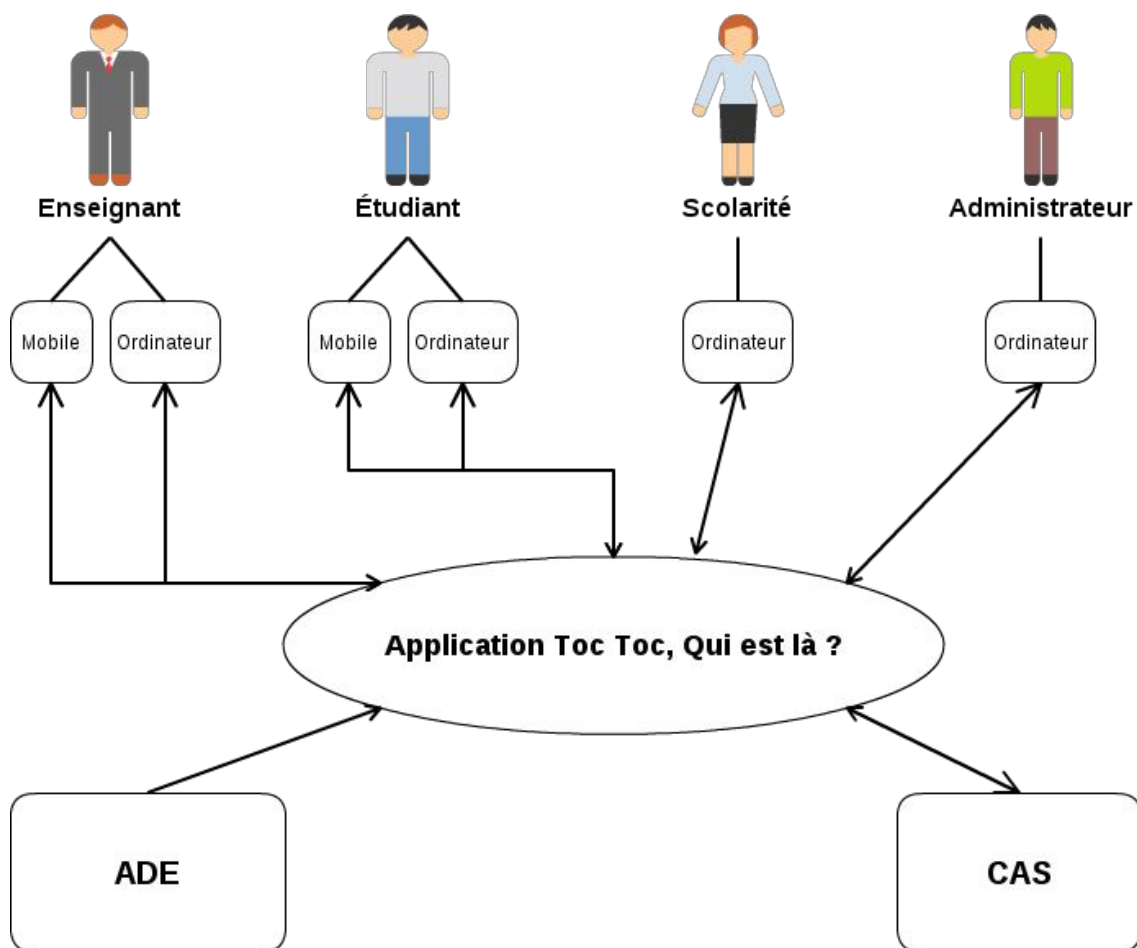 Enseignant
Étudiant
Scolarité
Administrateur
Mobile
Ordinateur
Mobile
Ordinateur
Ordinateur
Ordinateur
Application Toc Toc, Qui est là ?
ADE
CAS